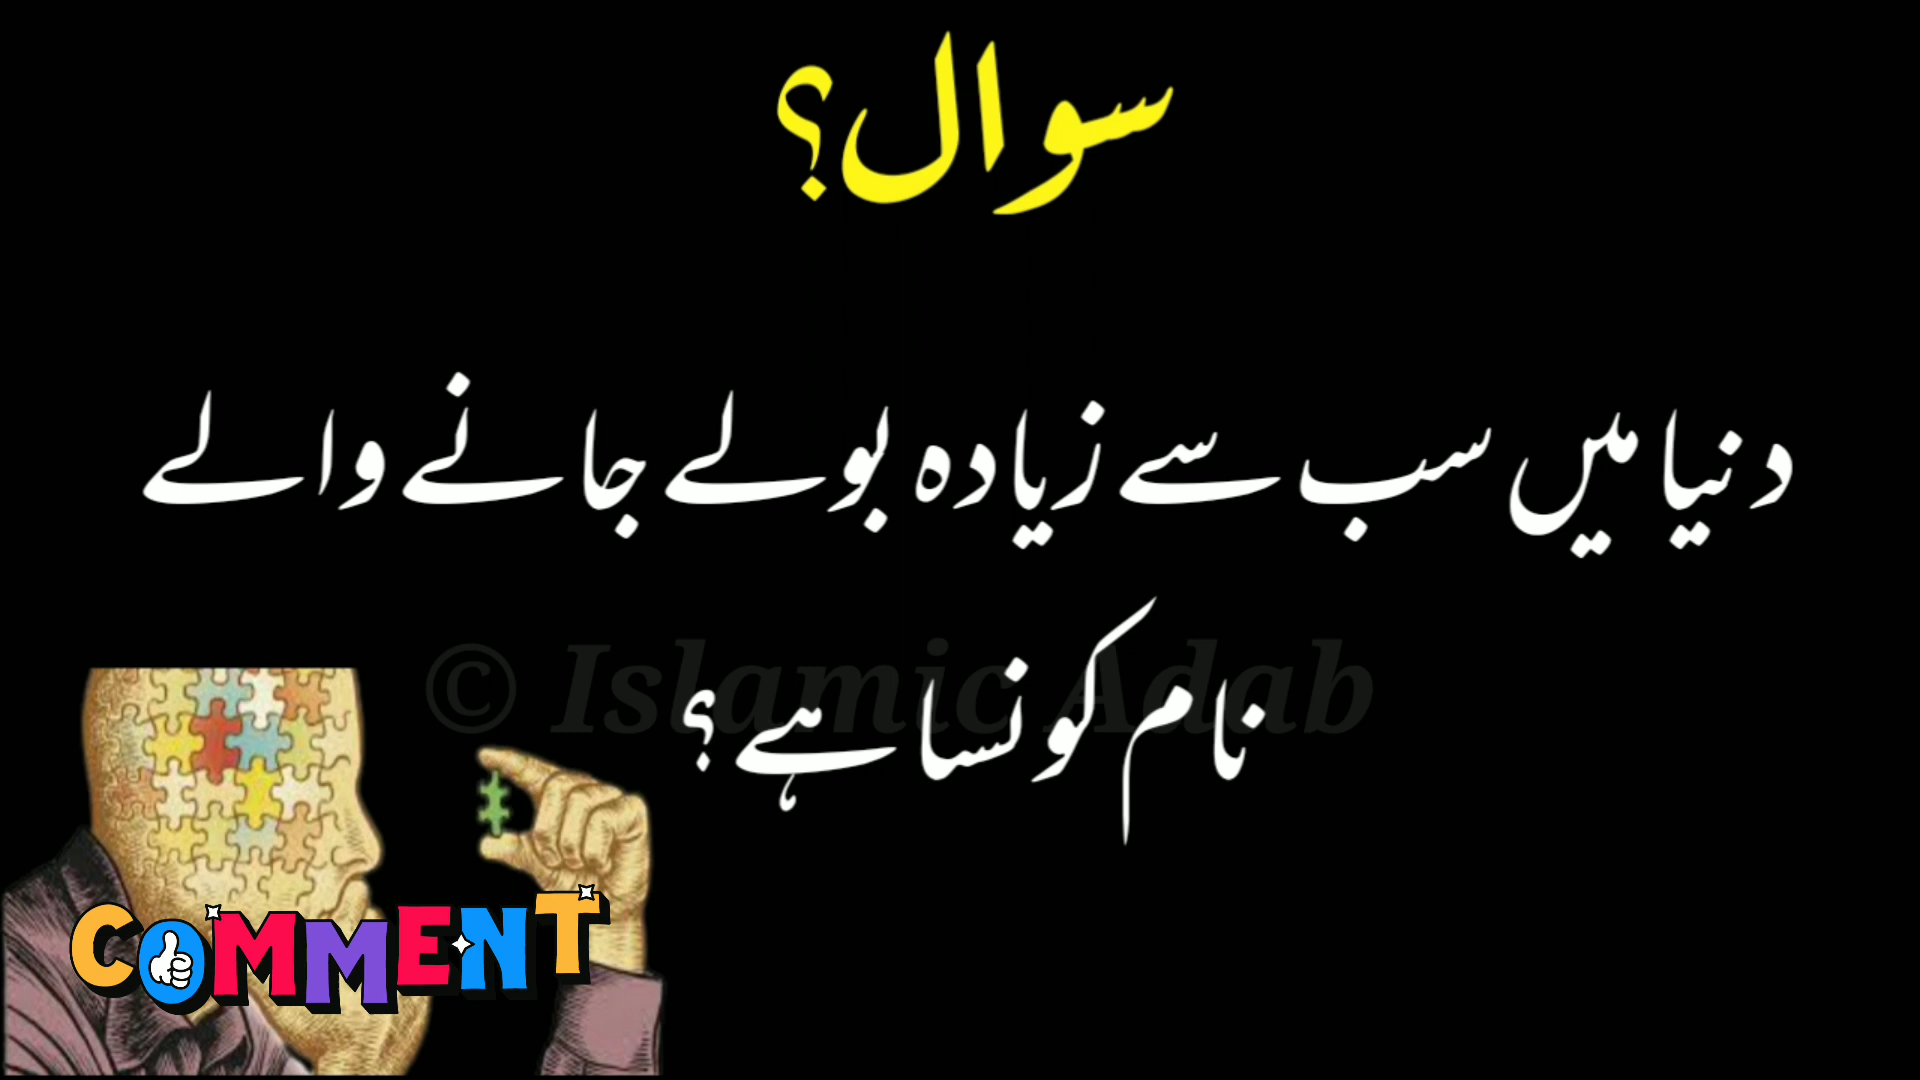 سوال؟
دنیا میں سب سے زیادہ بولے جانے والے
نام کونسا ہے؟
© Islamic Adab
COMMENT